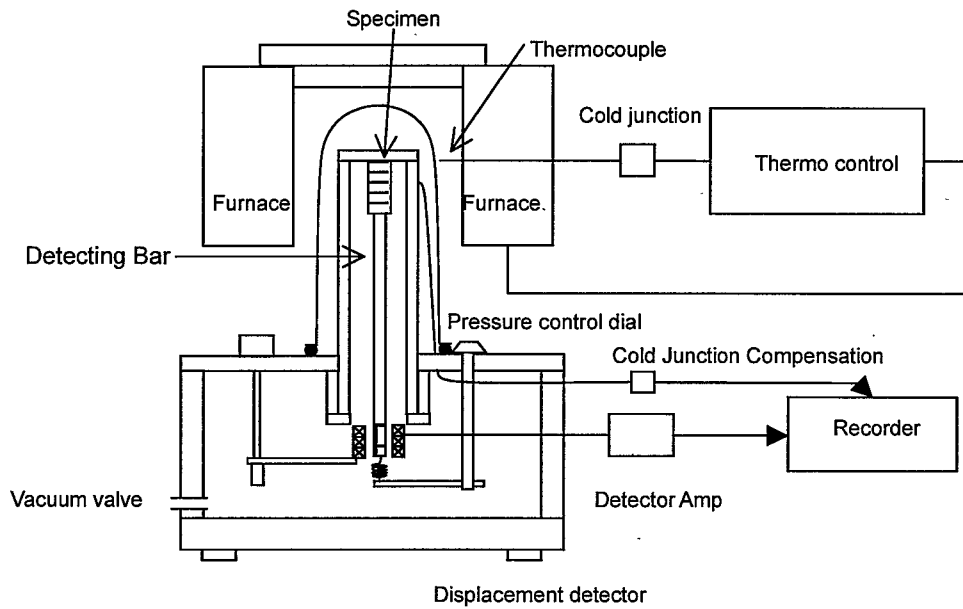 Specimen
Thermocouple
Cold junction
Thermo control
Furnace
Furnace.
Detecting Bar
Pressure control dial
Cold Junction Compensation
Recorder
Vacuum valve
Detector Amp
Displacement detector